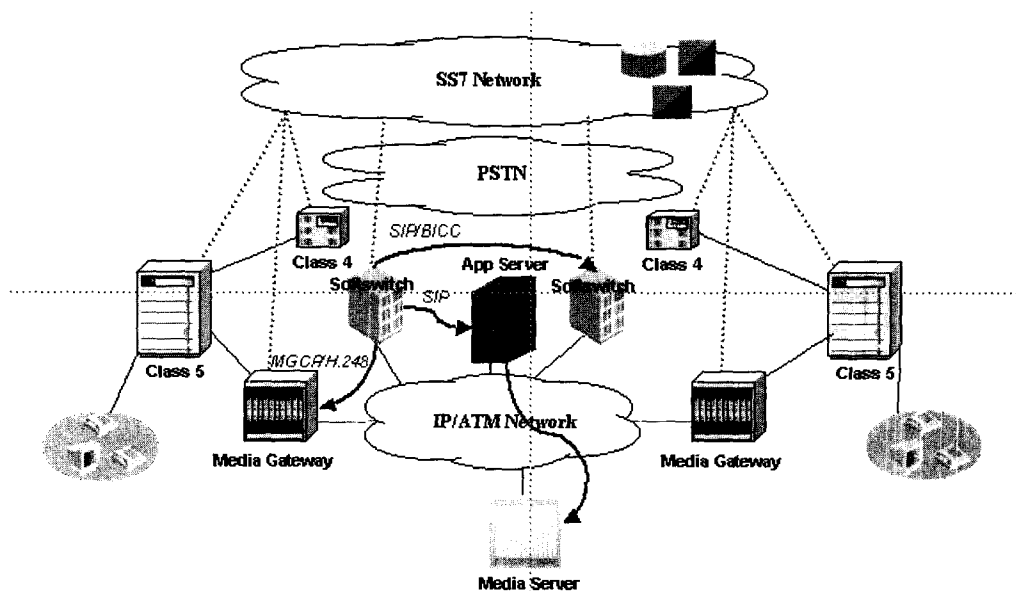 SS7 Network
PSTN
SIP/BICC
Class 4
App Server
Class 4
Softswitch
Softswitch
SIP
MGCP/H.248
Class 5
Class 5
IP/ATM Network
Media Gateway
Media Gateway
Media Server